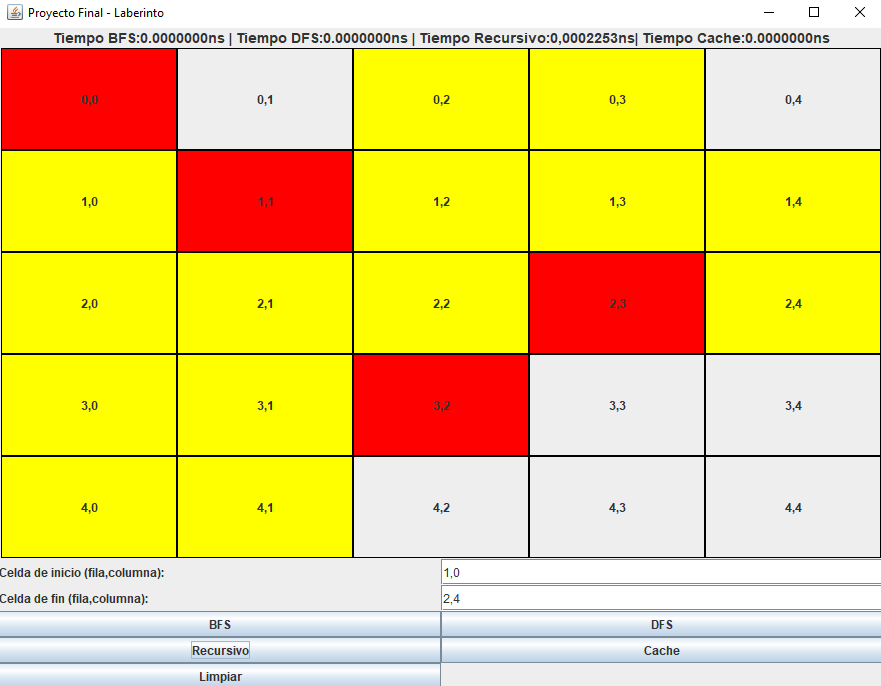 Proyecto Final - Laberinto
Tiempo BFS:0.0000000ns | Tiempo DFS:0.0000000ns | Tiempo Recursivo:0,0002253ns| Tiempo Cache:0.0000000ns
0,0 0,1 0,2 0,3 0,4
1,0 1,1 1,2 1,3 1,4
2,0 2,1 2,2 2,3 2,4
3,0 3,1 3,2 3,3 3,4
4,0 4,1 4,2 4,3 4,4
Celda de inicio (fila,columna): 1,0
Celda de fin (fila,columna): 2,4
BFS DFS
Recursivo Cache
Limpiar